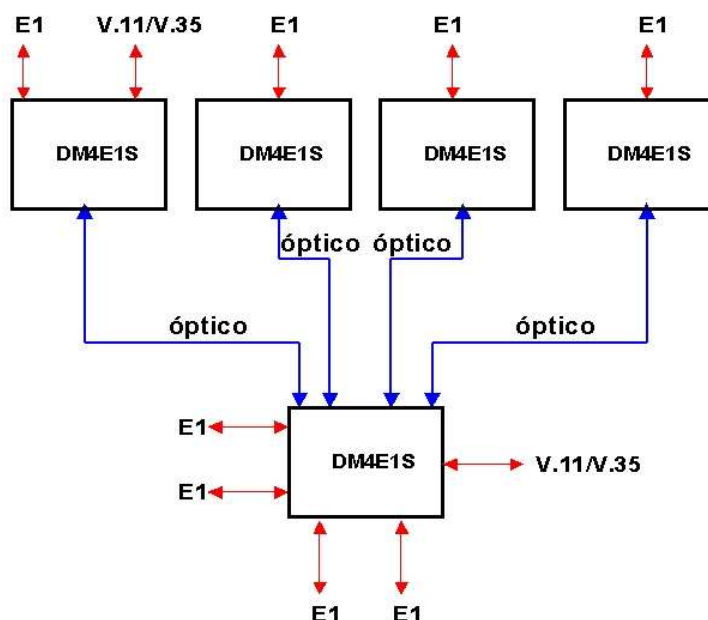 E1 V.11/V.35 E1 E1 E1
DM4E1S DM4E1S DM4E1S DM4E1S
óptico óptico
óptico óptico
E1
DM4E1S V.11/V.35
E1
E1 E1